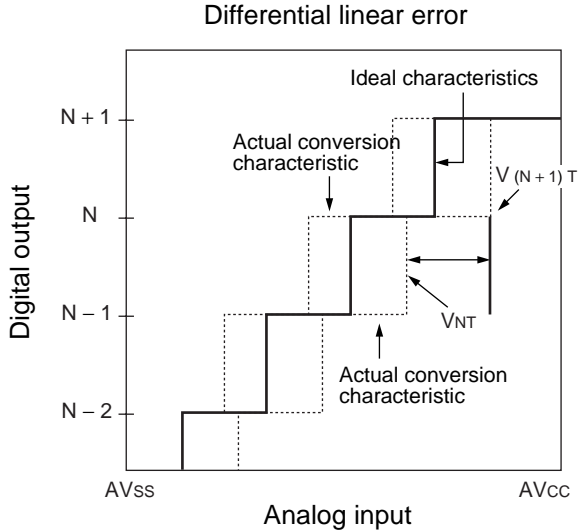 Differential linear error
Ideal characteristics
N + 1
Actual conversion
characteristic
V (N + 1) T
N
Digital output
N – 1
VNT
Actual conversion
characteristic
N – 2
AVSS
AVCC
Analog input